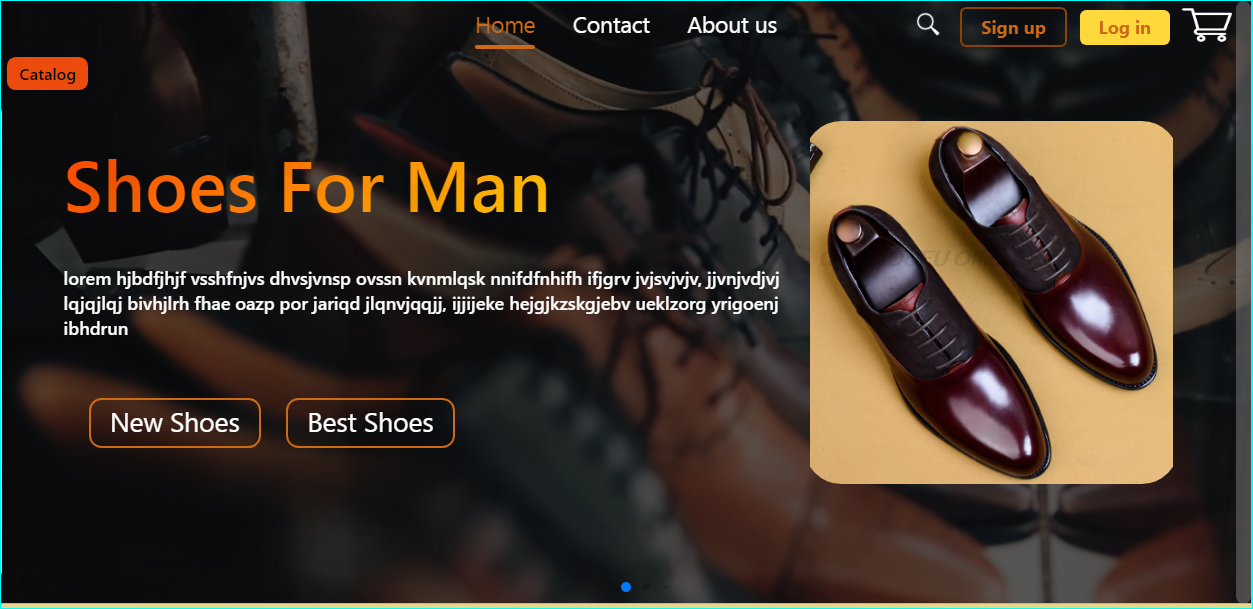 Home Contact About us Sign up Log in
Catalog
Shoes For Man
lorem hjbdfjhjf vsshfnjvs dhvsjvnsp ovssn kvnmlqsk nnifdfnhifh ifjgrv jvjsvjvjv, jjvnjvdjvj
lqjqjlqj bivhjlrh fhae oazp por jariqd jlqnvjqqjj, ijjijeke hejgjkzskgjebv ueklzorg yrigoenj
ibhdrun
New Shoes Best Shoes